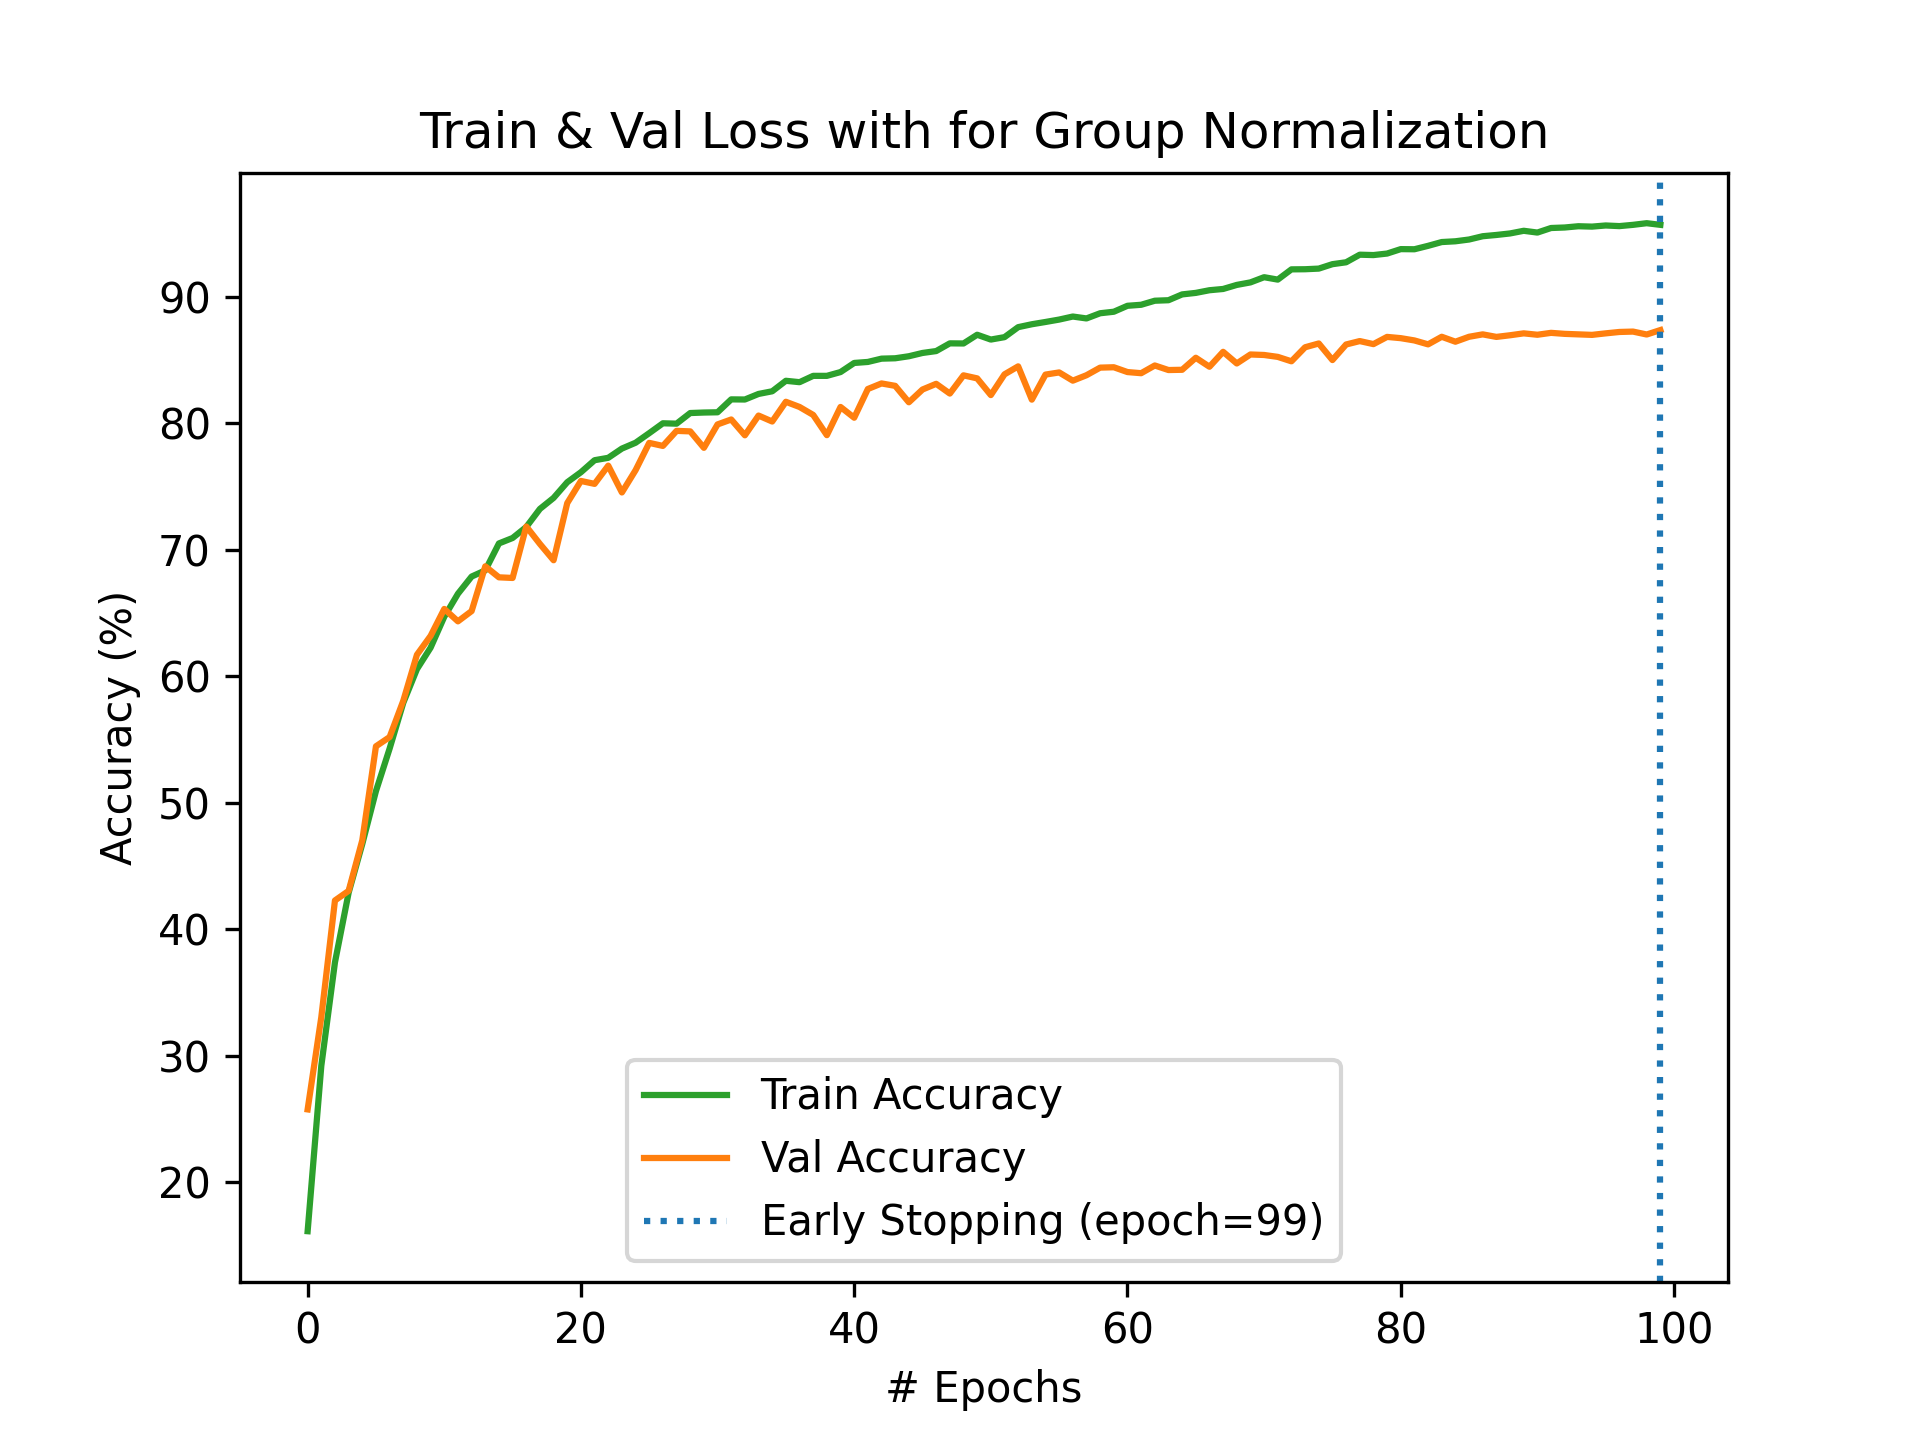 Train & Val Loss with for Group Normalization
Accuracy (%)
90
80
70
60
50
40
30
20
Train Accuracy
Val Accuracy
Early Stopping (epoch=99)
0 20 40 60 80 100
# Epochs